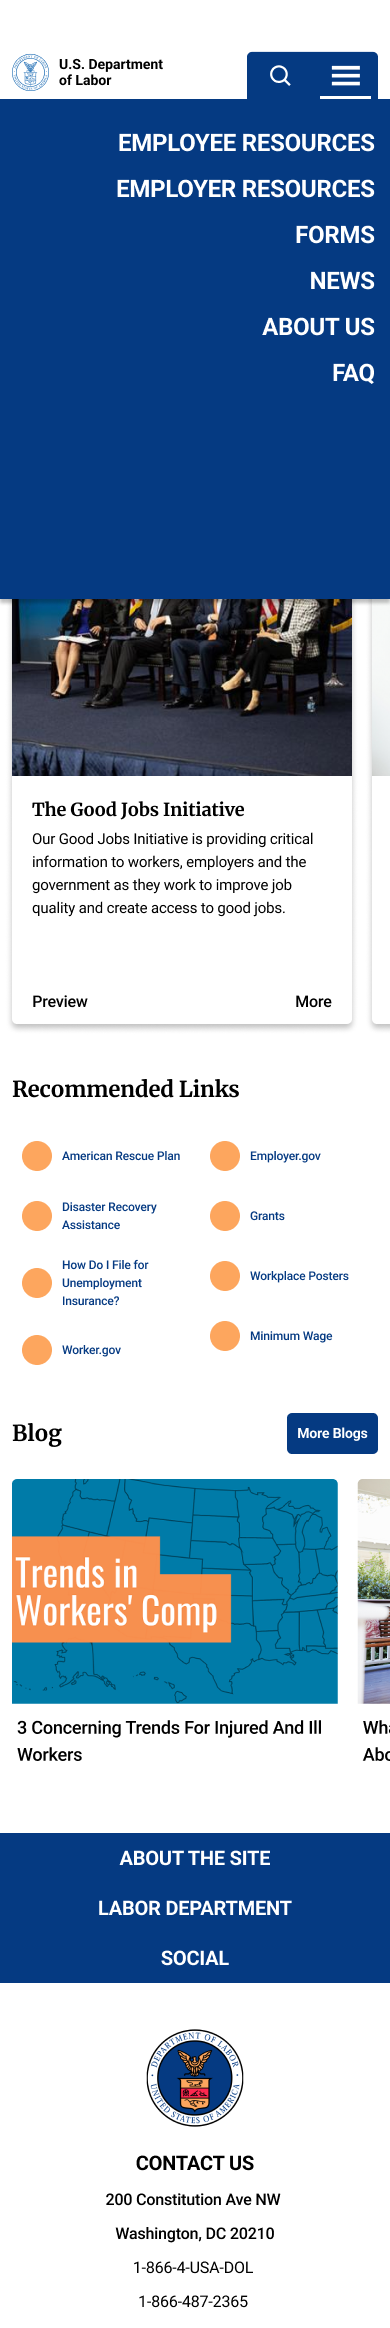 U.S. Department
of Labor
EMPLOYEE RESOURCES
EMPLOYER RESOURCES
FORMS
NEWS
ABOUT US
FAQ
The Good Jobs Initiative
Our Good Jobs Initiative is providing critical
information to workers, employers and the
government as they work to improve job
quality and create access to good jobs.
Preview
More
Recommended Links
American Rescue Plan
Employer.gov
Disaster Recovery
Assistance
Grants
How Do I File for
Unemployment
Insurance?
Workplace Posters
Worker.gov
Minimum Wage
Blog
More Blogs
Trends in
Workers' Comp
3 Concerning Trends For Injured And Ill
Workers
Wha
Abo
ABOUT THE SITE
LABOR DEPARTMENT
SOCIAL
DEPARTMENT OF LABOR
UNITED STATES OF AMERICA
CONTACT US
200 Constitution Ave NW
Washington, DC 20210
1-866-4-USA-DOL
1-866-487-2365